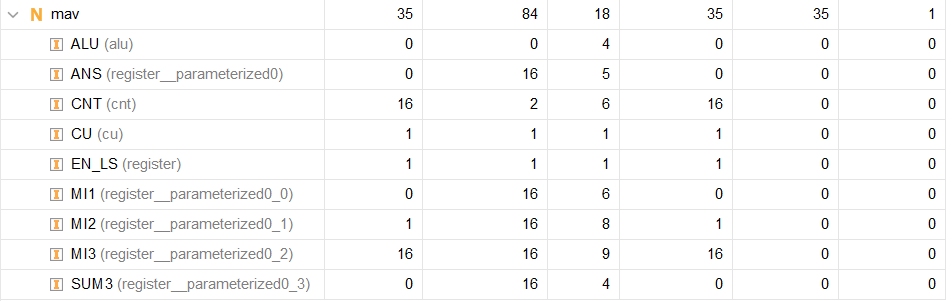 mav 35 84 18 35 35 1
ALU (alu) 0 0 4 0 0 0
ANS (register__parameterized0) 0 16 5 0 0 0
CNT (cnt) 16 2 6 16 0 0
CU (cu) 1 1 1 1 0 0
EN_LS (register) 1 1 1 1 0 0
MI1 (register__parameterized0_0) 0 16 6 0 0 0
MI2 (register__parameterized0_1) 1 16 8 1 0 0
MI3 (register__parameterized0_2) 16 16 9 16 0 0
SUM3 (register__parameterized0_3) 0 16 4 0 0 0